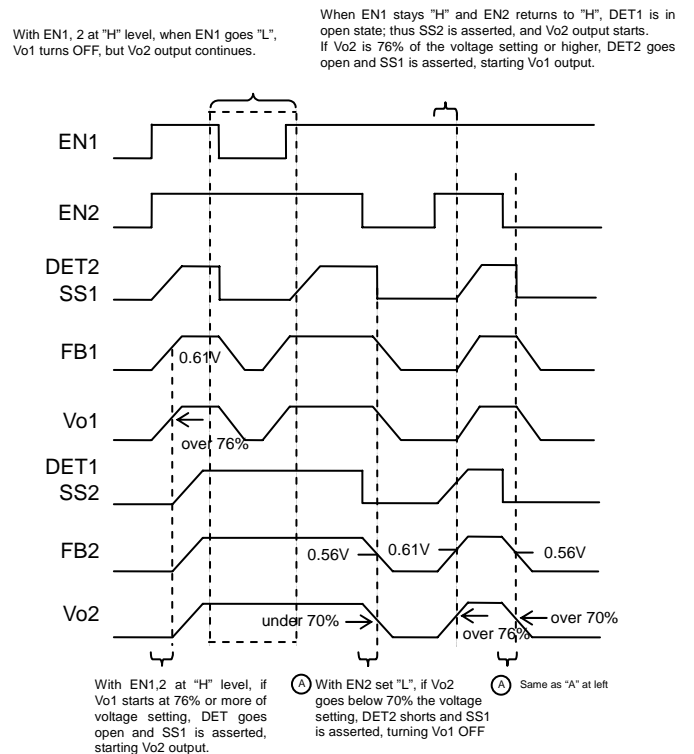 With EN1, 2 at "H" level, when EN1 goes "L",
Vo1 turns OFF, but Vo2 output continues.
When EN1 stays "H" and EN2 returns to "H", DET1 is in
open state; thus SS2 is asserted, and Vo2 output starts.
If Vo2 is 76% of the voltage setting or higher, DET2 goes
open and SS1 is asserted, starting Vo1 output.
EN1
EN2
DET2
SS1
FB1
0.61V
Vo1
over 76%
DET1
SS2
FB2
0.56V
0.61V
0.56V
Vo2
under 70%
over 76%
over 70%
With EN1,2 at "H" level, if
Vo1 starts at 76% or more of
voltage setting, DET goes
open and SS1 is asserted,
starting Vo2 output.
A With EN2 set "L", if Vo2
goes below 70% the voltage
setting, DET2 shorts and SS1
is asserted, turning Vo1 OFF
A Same as "A" at left